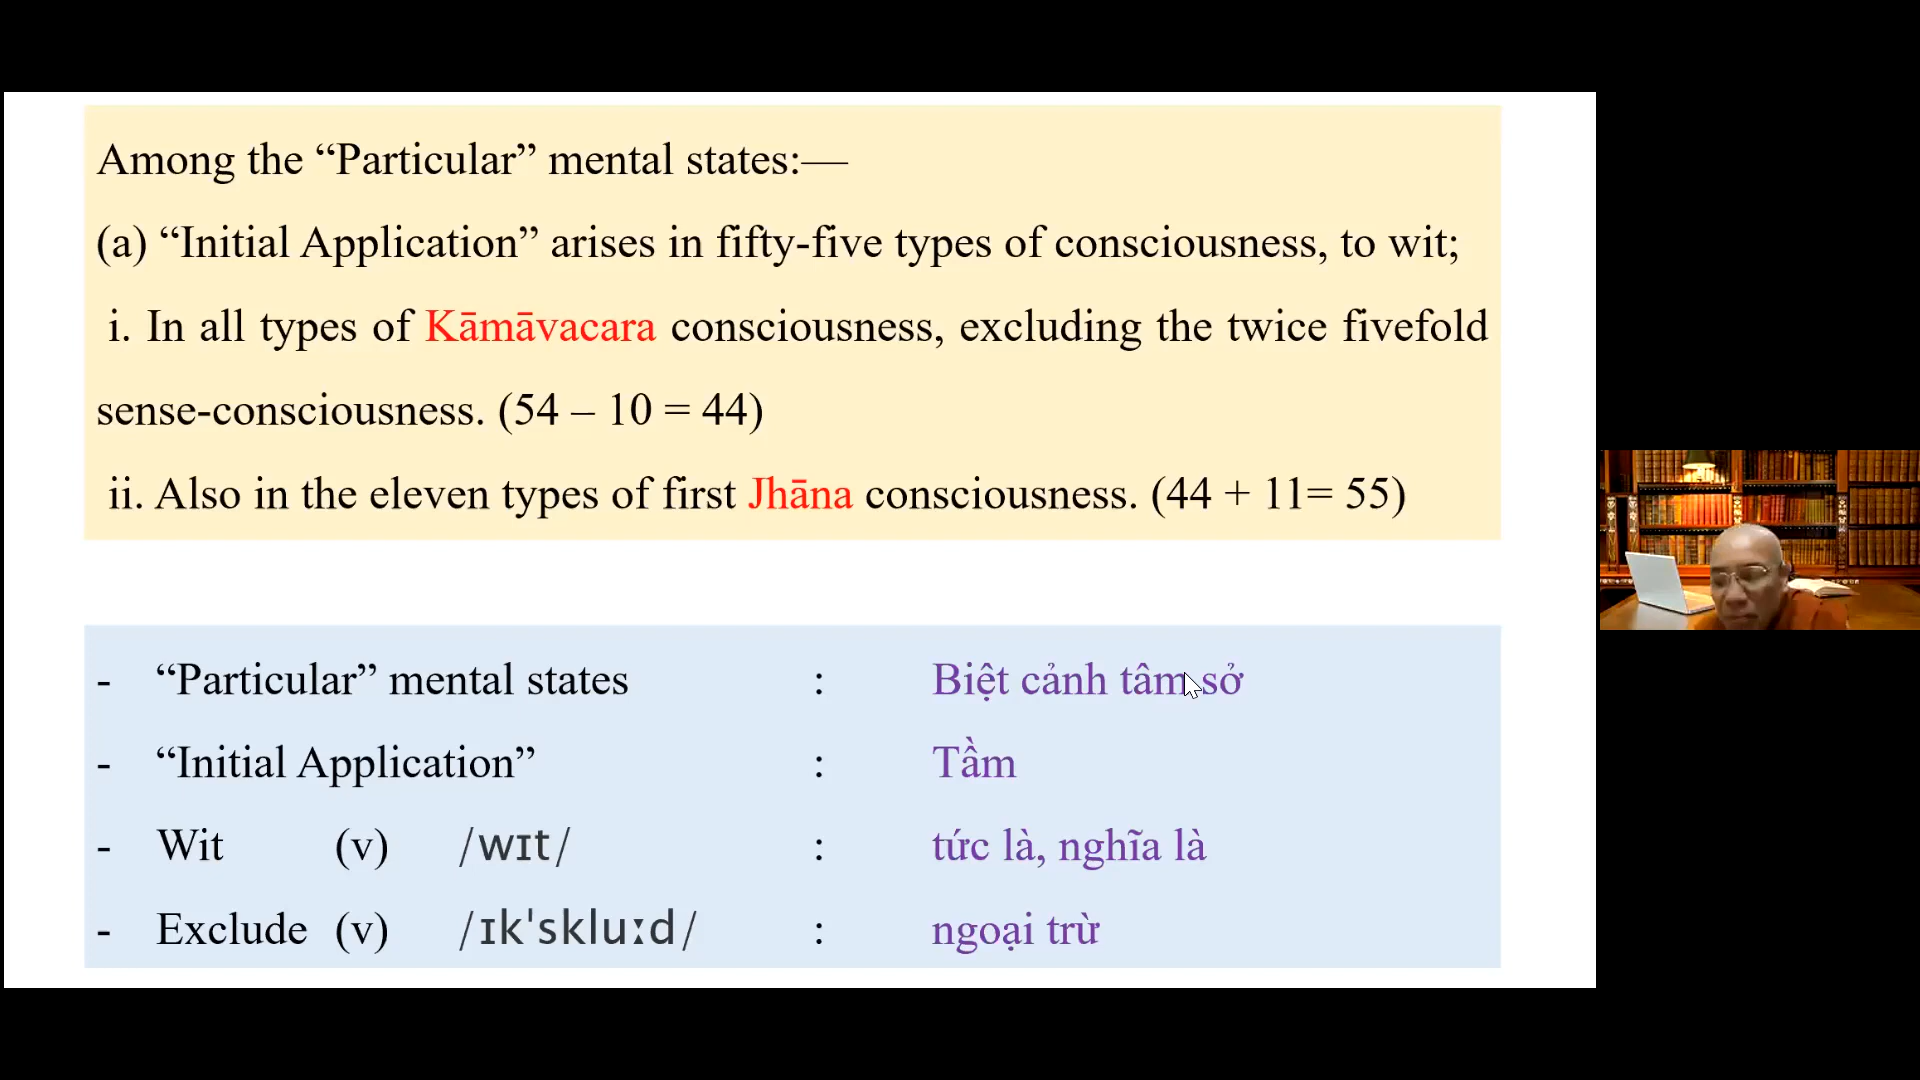 Among the “Particular” mental states:—
(a) “Initial Application” arises in fifty-five types of consciousness, to wit;
i. In all types of Kāmāvacara consciousness, excluding the twice fivefold
sense-consciousness. (54 – 10 = 44)
ii. Also in the eleven types of first Jhāna consciousness. (44 + 11= 55)
- “Particular” mental states : Biệt cảnh tâm sở
- “Initial Application” : Tầm
- Wit (v) /wɪt/ : tức là, nghĩa là
- Exclude (v) /ɪkˈskluːd/ : ngoại trừ